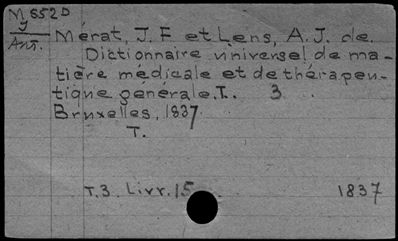 M 652 D
y
Ant.
Mérat, J. F et Lens, A. J. de.
Dictionnaire universel de ma-
tière médicale et de thérapeu-
tique générale. T. 3
Bruxelles, 1837
T.
T.3. Livr. 15
1837